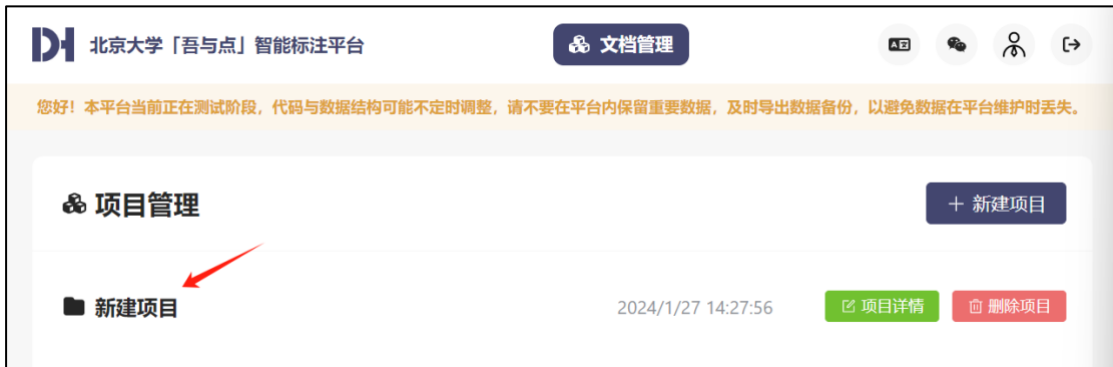 北京大学「吾与点」智能标注平台 文档管理
您好！本平台当前正在测试阶段，代码与数据结构可能不定时调整，请不要在平台内保留重要数据，及时导出数据备份，以避免数据在平台维护时丢失。
项目管理 + 新建项目
新建项目 2024/1/27 14:27:56 项目详情 删除项目